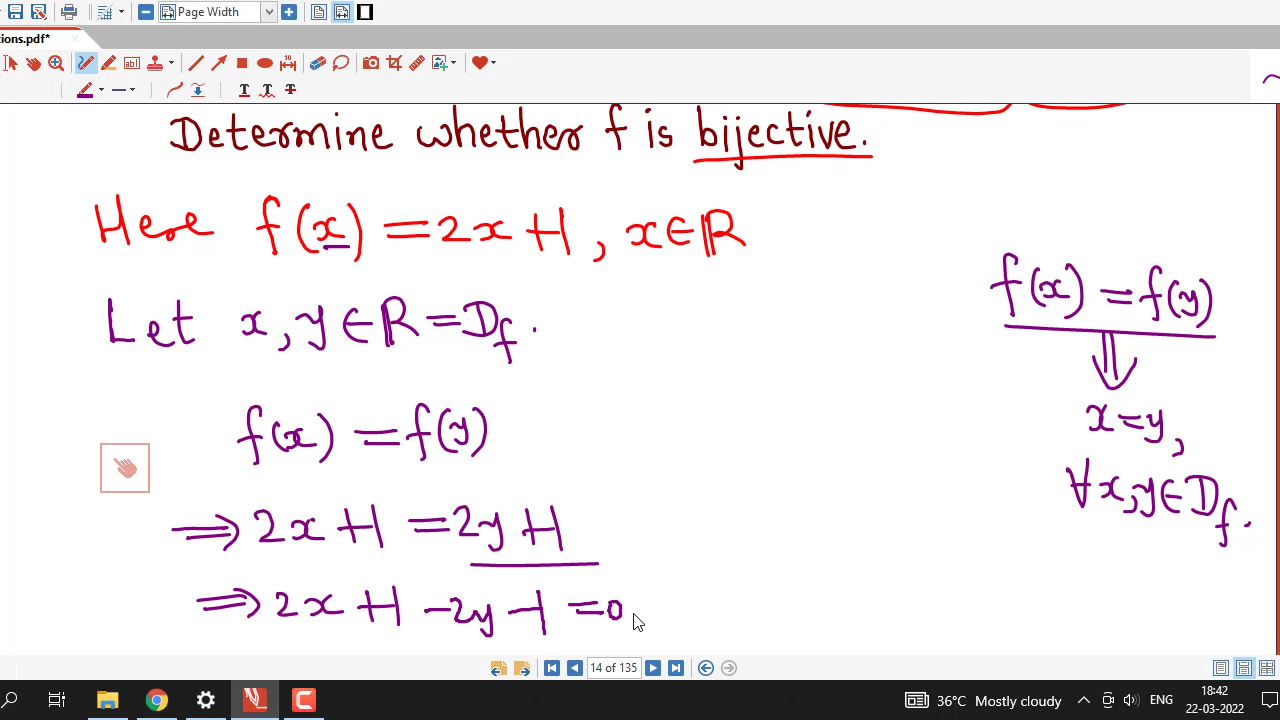 Page Width
ions.pdf*
Determine whether f is bijective.
Here f(x) = 2x+1, x∈ℝ
Let x, y ∈ ℝ = D_f.
f(x) = f(y)
⟹ 2x+1 = 2y+1
⟹ 2x+1 -2y-1 = 0
f(x) = f(y)
⇓
x = y,
∀ x, y ∈ D_f.
14 of 135
36°C Mostly cloudy
ENG
18:42
22-03-2022